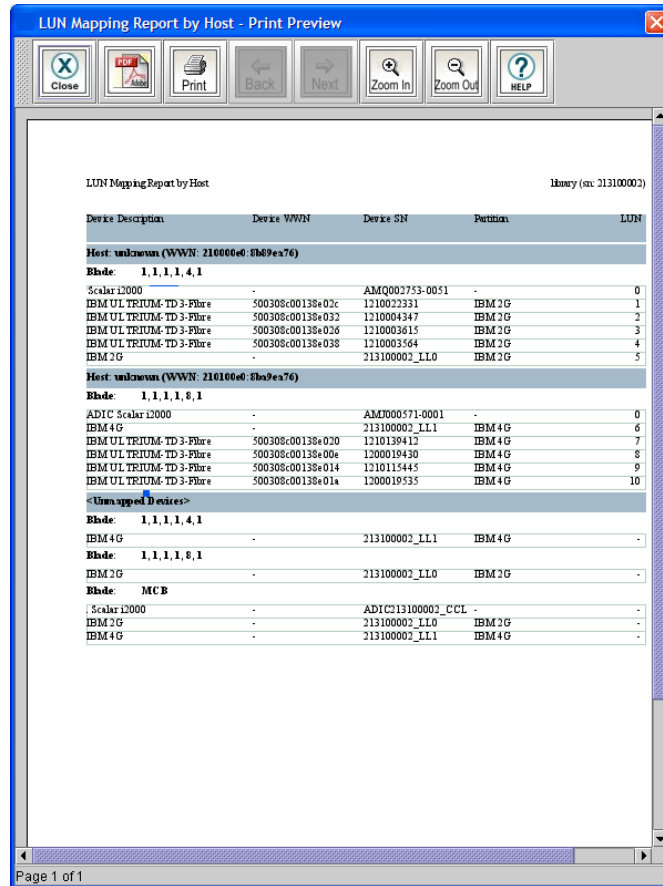 LUN Mapping Report by Host - Print Preview
Close PDF Adobe Print Back Next Zoom In Zoom Out HELP
LUN Mapping Report by Host library (sn: 213100002)
Device Description Device WWN Device SN Partition LUN
Host: unknown (WWN: 210000e0:8b89ea76)
Blade: 1,1,1,1,4,1
Scalar i2000 - AMQ002753-0051 - 0
IBM ULTRIUM-TD3-Fibre 500308c00138e02c 1210022331 IBM 2G 1
IBM ULTRIUM-TD3-Fibre 500308c00138e032 1210004347 IBM 2G 2
IBM ULTRIUM-TD3-Fibre 500308c00138e026 1210003615 IBM 2G 3
IBM ULTRIUM-TD3-Fibre 500308c00138e038 1210003564 IBM 2G 4
IBM 2G - 213100002_LL0 IBM 2G 5
Host: unknown (WWN: 210100e0:8ba9ea76)
Blade: 1,1,1,1,8,1
ADIC Scalar i2000 - AMJ000571-0001 - 0
IBM 4G - 213100002_LL1 IBM 4G 6
IBM ULTRIUM-TD3-Fibre 500308c00138e020 1210139412 IBM 4G 7
IBM ULTRIUM-TD3-Fibre 500308c00138e00e 1200019430 IBM 4G 8
IBM ULTRIUM-TD3-Fibre 500308c00138e014 1210115445 IBM 4G 9
IBM ULTRIUM-TD3-Fibre 500308c00138e01a 1200019535 IBM 4G 10
<Unmapped Devices>
Blade: 1,1,1,1,4,1
IBM 4G - 213100002_LL1 IBM 4G -
Blade: 1,1,1,1,8,1
IBM 2G - 213100002_LL0 IBM 2G -
Blade: MCB
Scalar i2000 - ADIC213100002_CCL - -
IBM 2G - 213100002_LL0 IBM 2G -
IBM 4G - 213100002_LL1 IBM 4G -
Page 1 of 1